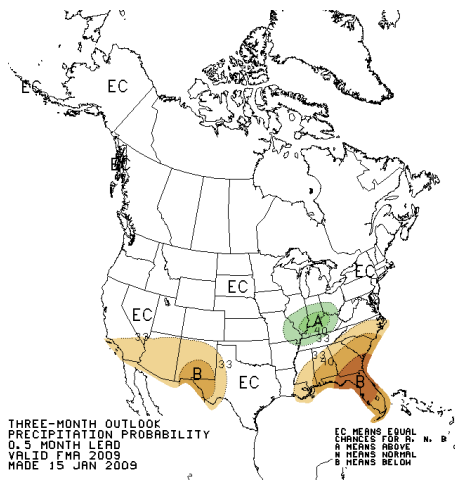 EC
EC
B
EC
EC
EC
A
40
33
33
B
33
EC
33
40
B
THREE-MONTH OUTLOOK
PRECIPITATION PROBABILITY
0.5 MONTH LEAD
VALID FMA 2009
MADE 15 JAN 2009
EC MEANS EQUAL
CHANCES FOR A, N, B
A MEANS ABOVE
N MEANS NORMAL
B MEANS BELOW